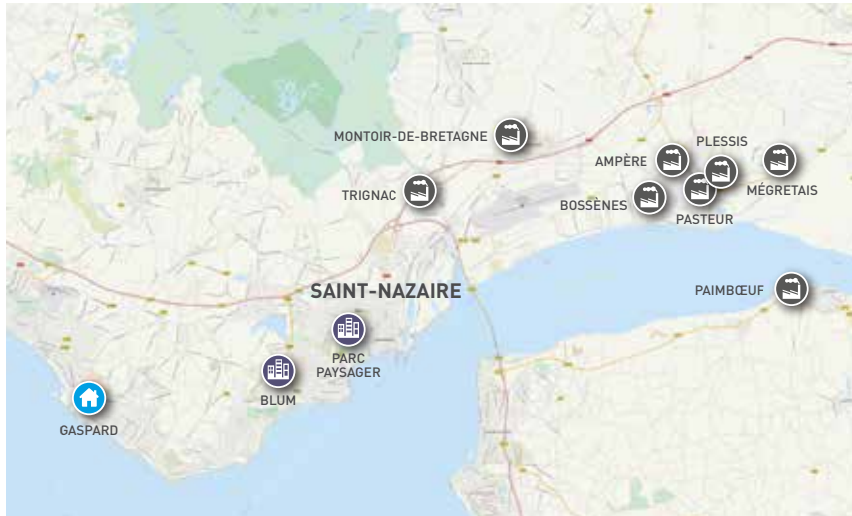 MONTOIR-DE-BRETAGNE
PLESSIS
AMPÈRE
TRIGNAC
MÉGRETAIS
BOSSÈNES
PASTEUR
SAINT-NAZAIRE
PAIMBŒUF
PARC
PAYSAGER
BLUM
GASPARD